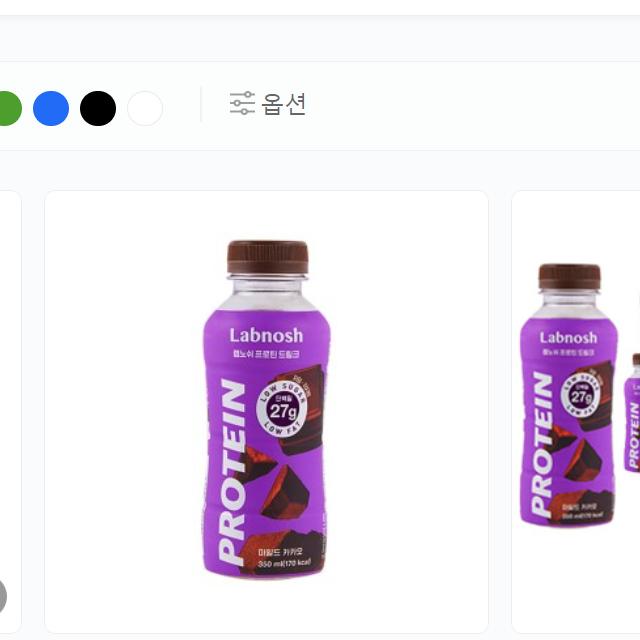 옵션
Labnosh
랩노쉬 프로틴 드링크
LOW SUGAR
단백질
27g
LOW FAT
PROTEIN
마일드 카카오
350 ml(170 kcal)
Labnosh
랩노쉬 프로틴 드링크
LOW SUGAR
단백질
27g
LOW FAT
PROTEIN
마일드 카카오
350 ml(170 kcal)
PROTEIN